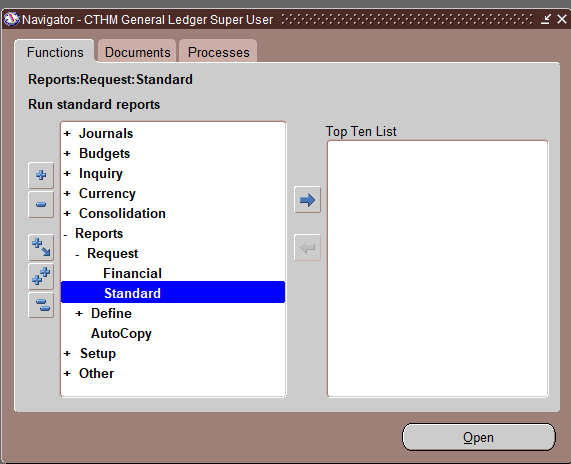 Navigator - CTHM General Ledger Super User
Functions Documents Processes
Reports:Request:Standard
Run standard reports
Top Ten List
+ Journals
+ Budgets
+ Inquiry
+ Currency
+ Consolidation
- Reports
- Request
Financial
Standard
+ Define
AutoCopy
+ Setup
+ Other
Open